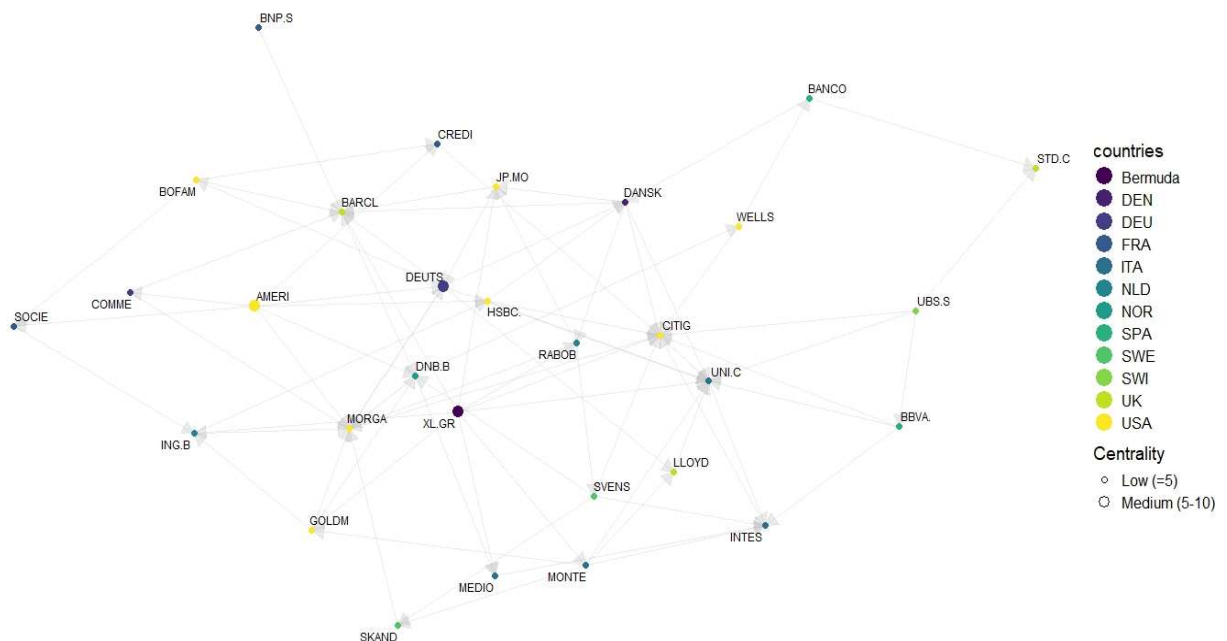 BNP.S
BANCO
CREDI
STD.C
BOFAM
JP.MO
BARCL
DANSK
WELLS
DEUTS
COMME
AMERI
HSBC.
UBS.S
SOCIE
CITIG
RABOB
DNB.B
UNI.C
MORGA
XL.GR
BBVA.
ING.B
LLOYD
SVENS
GOLDM
INTES
MEDIO
MONTE
SKAND
countries
Bermuda
DEN
DEU
FRA
ITA
NLD
NOR
SPA
SWE
SWI
UK
USA
Centrality
Low (=5)
Medium (5-10)